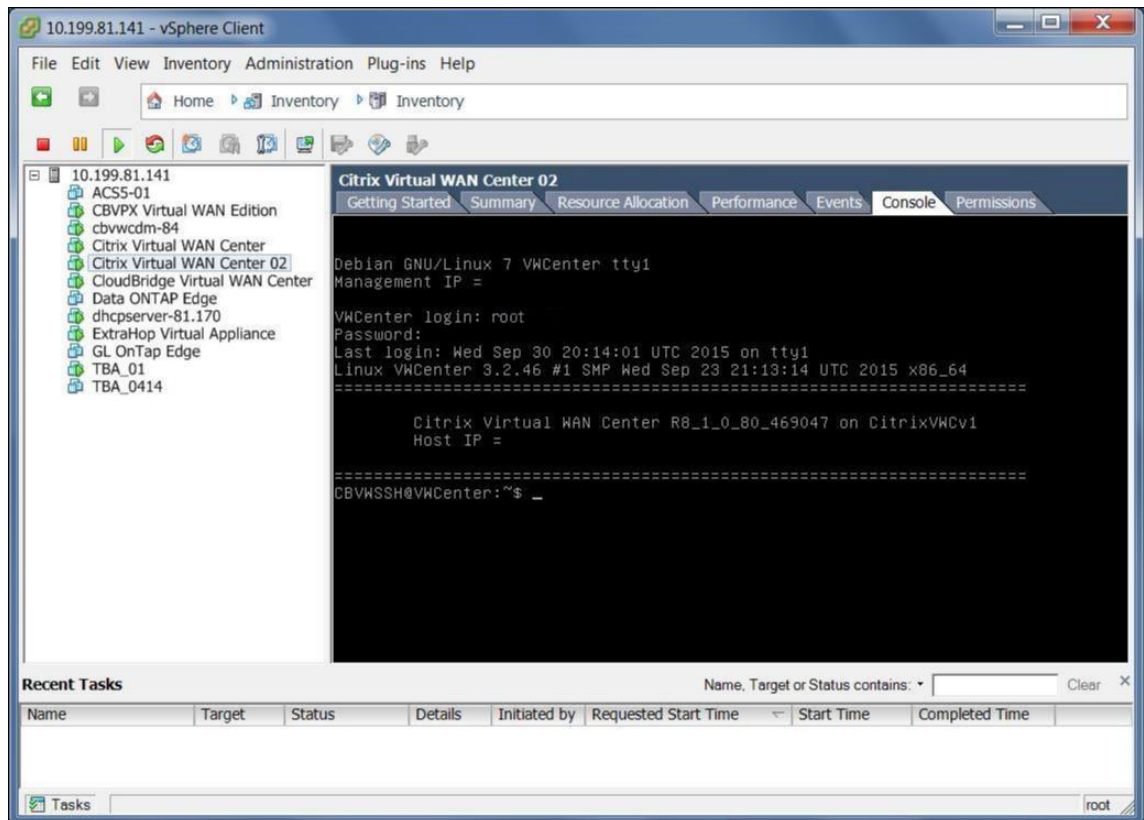 10.199.81.141 - vSphere Client
File Edit View Inventory Administration Plug-ins Help
Home Inventory Inventory
10.199.81.141
ACS5-01
CBVPX Virtual WAN Edition
cbvwcdm-84
Citrix Virtual WAN Center
Citrix Virtual WAN Center 02
CloudBridge Virtual WAN Center
Data ONTAP Edge
dhcpserver-81.170
ExtraHop Virtual Appliance
GL OnTap Edge
TBA_01
TBA_0414
Citrix Virtual WAN Center 02
Getting Started Summary Resource Allocation Performance Events Console Permissions
Debian GNU/Linux 7 VWCenter tty1
Management IP =
VWCenter login: root
Password:
Last login: Wed Sep 30 20:14:01 UTC 2015 on tty1
Linux VWCenter 3.2.46 #1 SMP Wed Sep 23 21:13:14 UTC 2015 x86_64
======================================================================
Citrix Virtual WAN Center R8_1_0_80_469047 on CitrixVWCv1
Host IP =
======================================================================
CBVWSSH@VWCenter:~$ _
Recent Tasks
Name, Target or Status contains: Clear
Name Target Status Details Initiated by Requested Start Time Start Time Completed Time
Tasks root